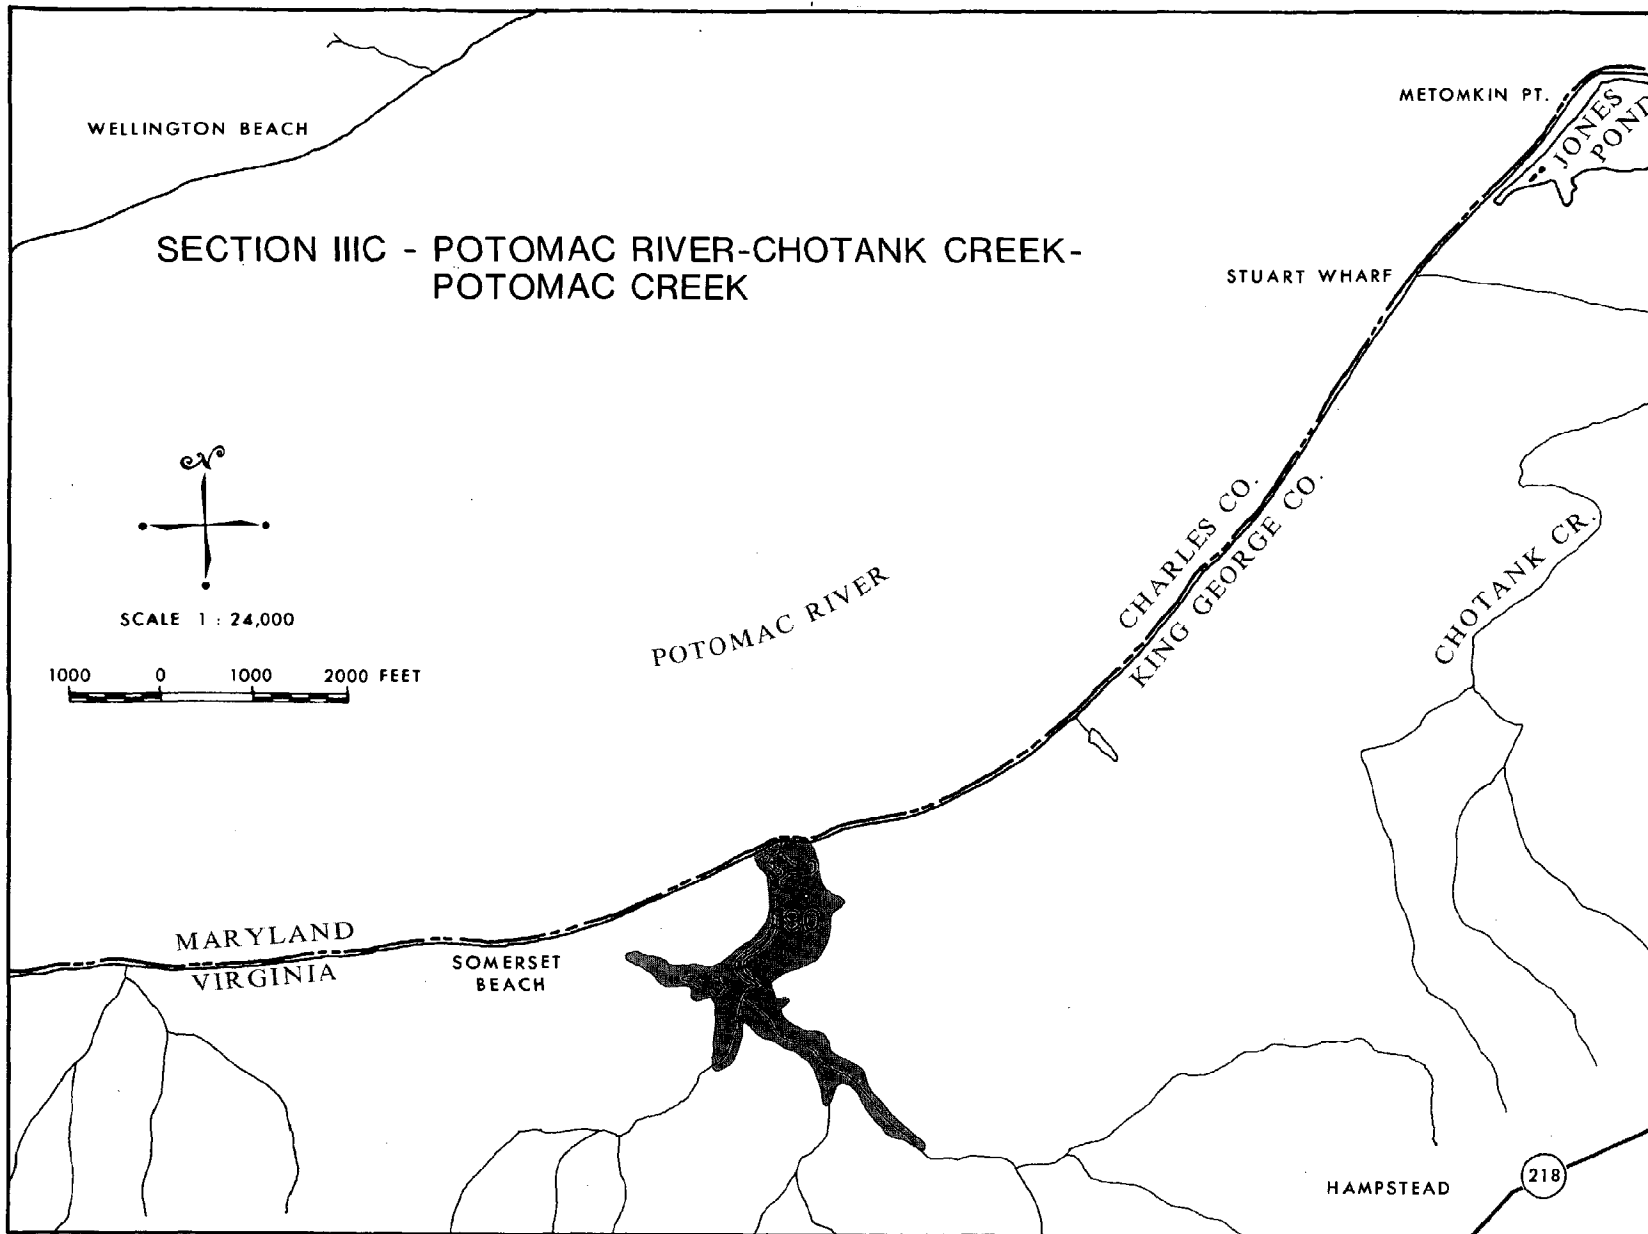 METOMKIN PT.
JONES
POND
WELLINGTON BEACH
SECTION IIIC - POTOMAC RIVER-CHOTANK CREEK-
POTOMAC CREEK
STUART WHARF
N
SCALE 1 : 24,000
1000 0 1000 2000 FEET
POTOMAC RIVER
CHARLES CO.
KING GEORGE CO.
CHOTANK CR.
MARYLAND
VIRGINIA
SOMERSET
BEACH
HAMPSTEAD
218